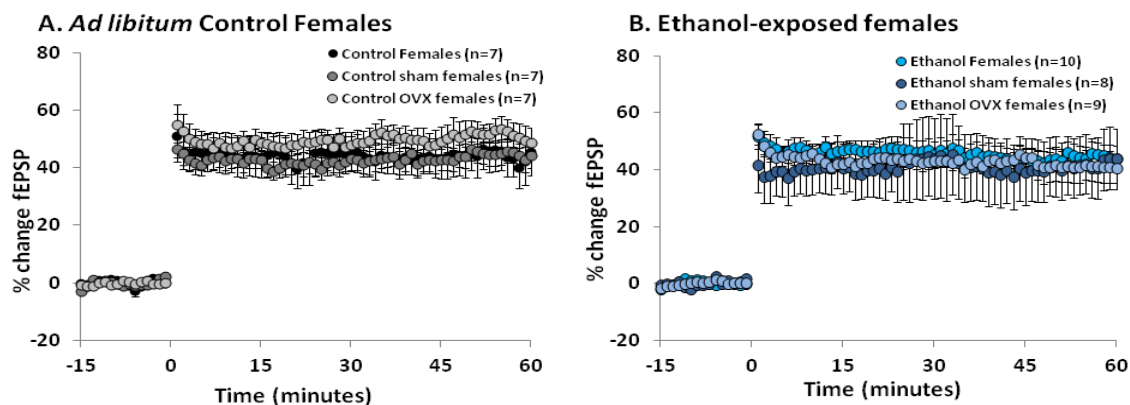 A. Ad libitum Control Females
80
60
40
20
0
-20
% change fEPSP
Control Females (n=7)
Control sham females (n=7)
Control OVX females (n=7)
-15 0 15 30 45 60
Time (minutes)
B. Ethanol-exposed females
80
60
40
20
0
-20
% change fEPSP
Ethanol Females (n=10)
Ethanol sham females (n=8)
Ethanol OVX females (n=9)
-15 0 15 30 45 60
Time (minutes)